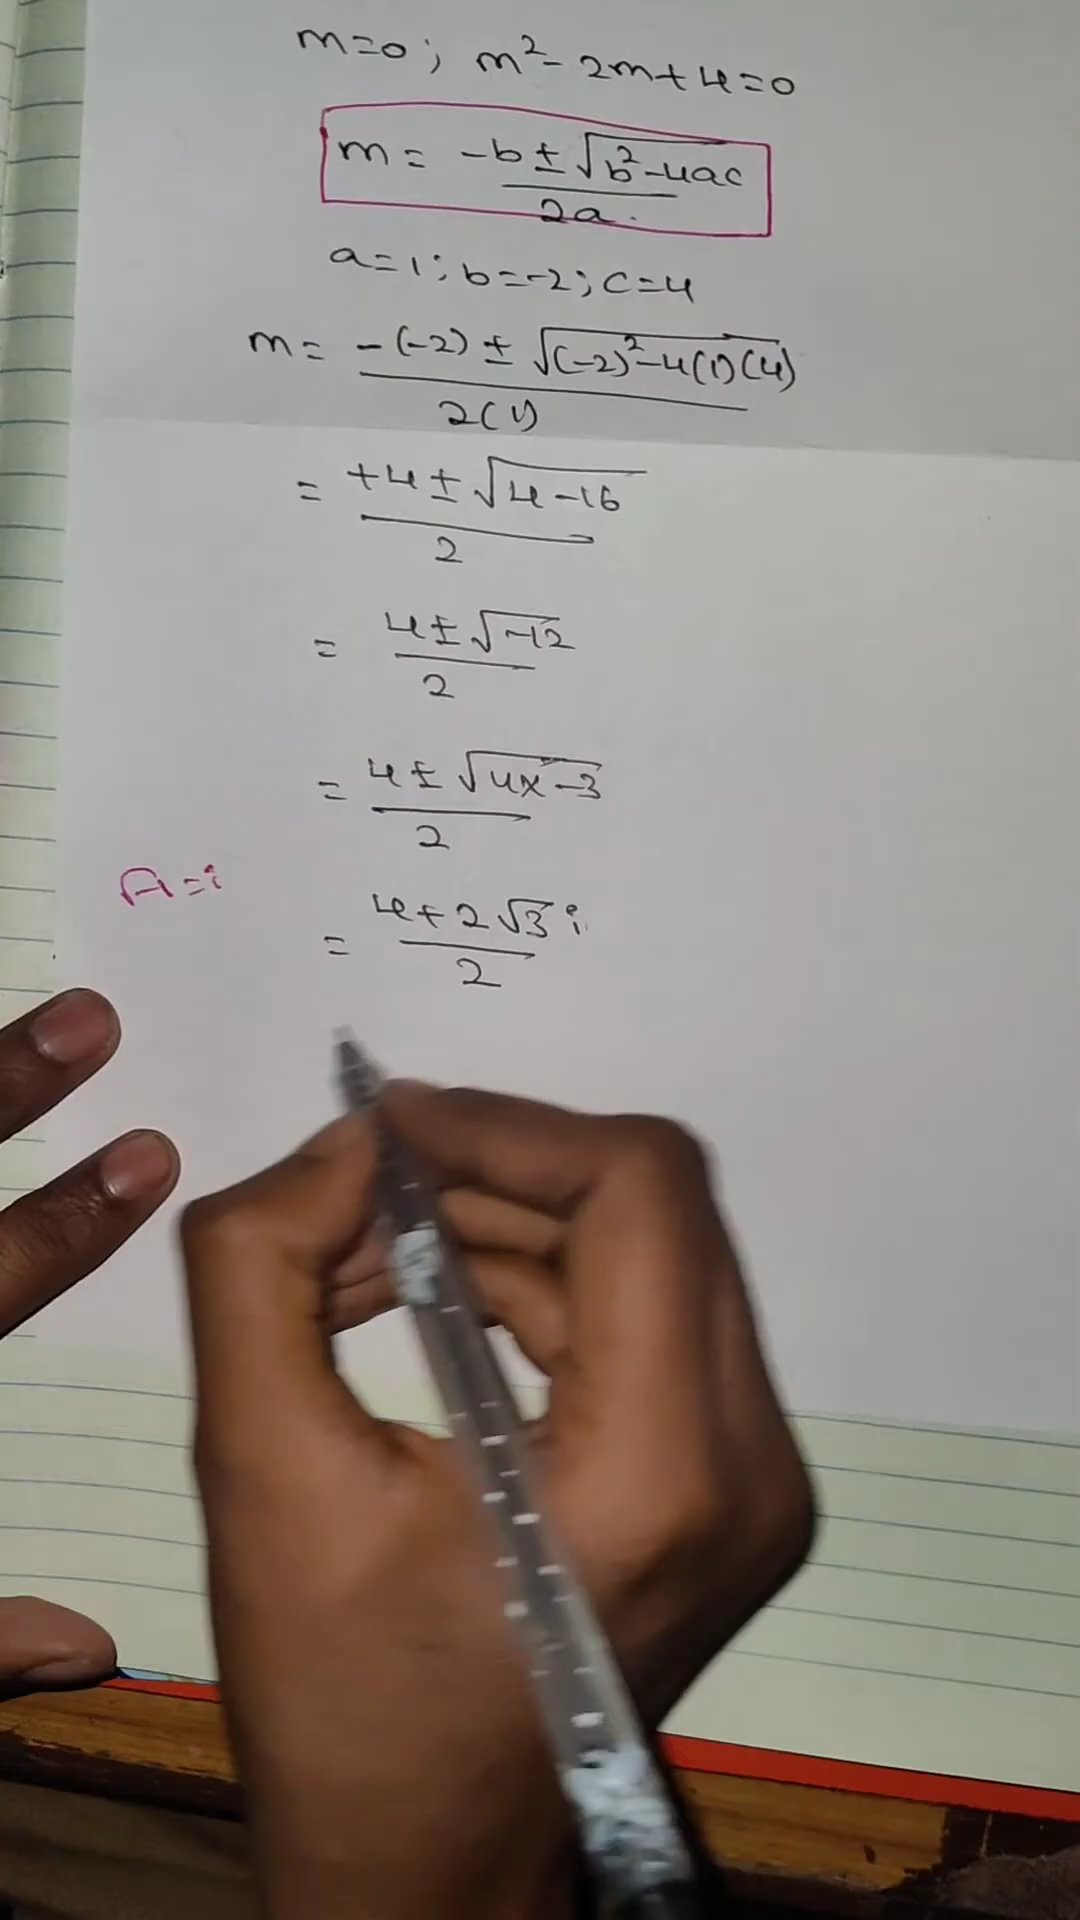 m=0; m²-2m+4=0
m = -b ± √b²-4ac / 2a.
a=1; b=-2; c=4
m = -(-2) ± √(-2)²-4(1)(4) / 2(1)
= +4 ± √4-16 / 2
= 4 ± √-12 / 2
= 4 ± √4x-3 / 2
√-1=i
= 4+2√3 i / 2